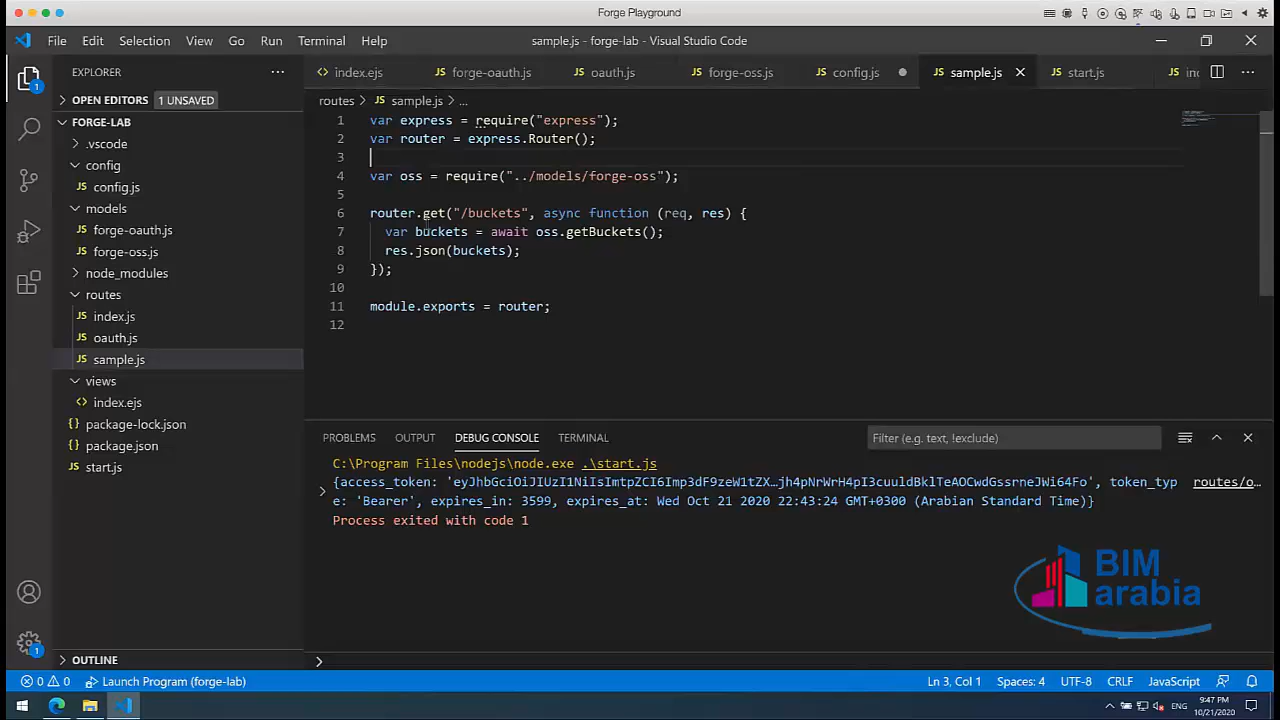 Forge Playground
File Edit Selection View Go Run Terminal Help
sample.js - forge-lab - Visual Studio Code
EXPLORER
index.ejs forge-oauth.js oauth.js forge-oss.js config.js sample.js start.js
OPEN EDITORS 1 UNSAVED
FORGE-LAB
.vscode
config
config.js
models
forge-oauth.js
forge-oss.js
node_modules
routes
index.js
oauth.js
sample.js
views
index.ejs
package-lock.json
package.json
start.js
OUTLINE
routes > sample.js > ...
1 var express = require("express");
2 var router = express.Router();
3
4 var oss = require("../models/forge-oss");
5
6 router.get("/buckets", async function (req, res) {
7 var buckets = await oss.getBuckets();
8 res.json(buckets);
9 });
10
11 module.exports = router;
12
PROBLEMS OUTPUT DEBUG CONSOLE TERMINAL
Filter (e.g. text, !exclude)
C:\Program Files\nodejs\node.exe .\start.js
routes/o…
e: 'Bearer', expires_in: 3599, expires_at: Wed Oct 21 2020 22:43:24 GMT+0300 (Arabian Standard Time)}
Process exited with code 1
BIM
arabia
0 0 Launch Program (forge-lab)
Ln 3, Col 1 Spaces: 4 UTF-8 CRLF JavaScript
ENG
9:47 PM
10/21/2020